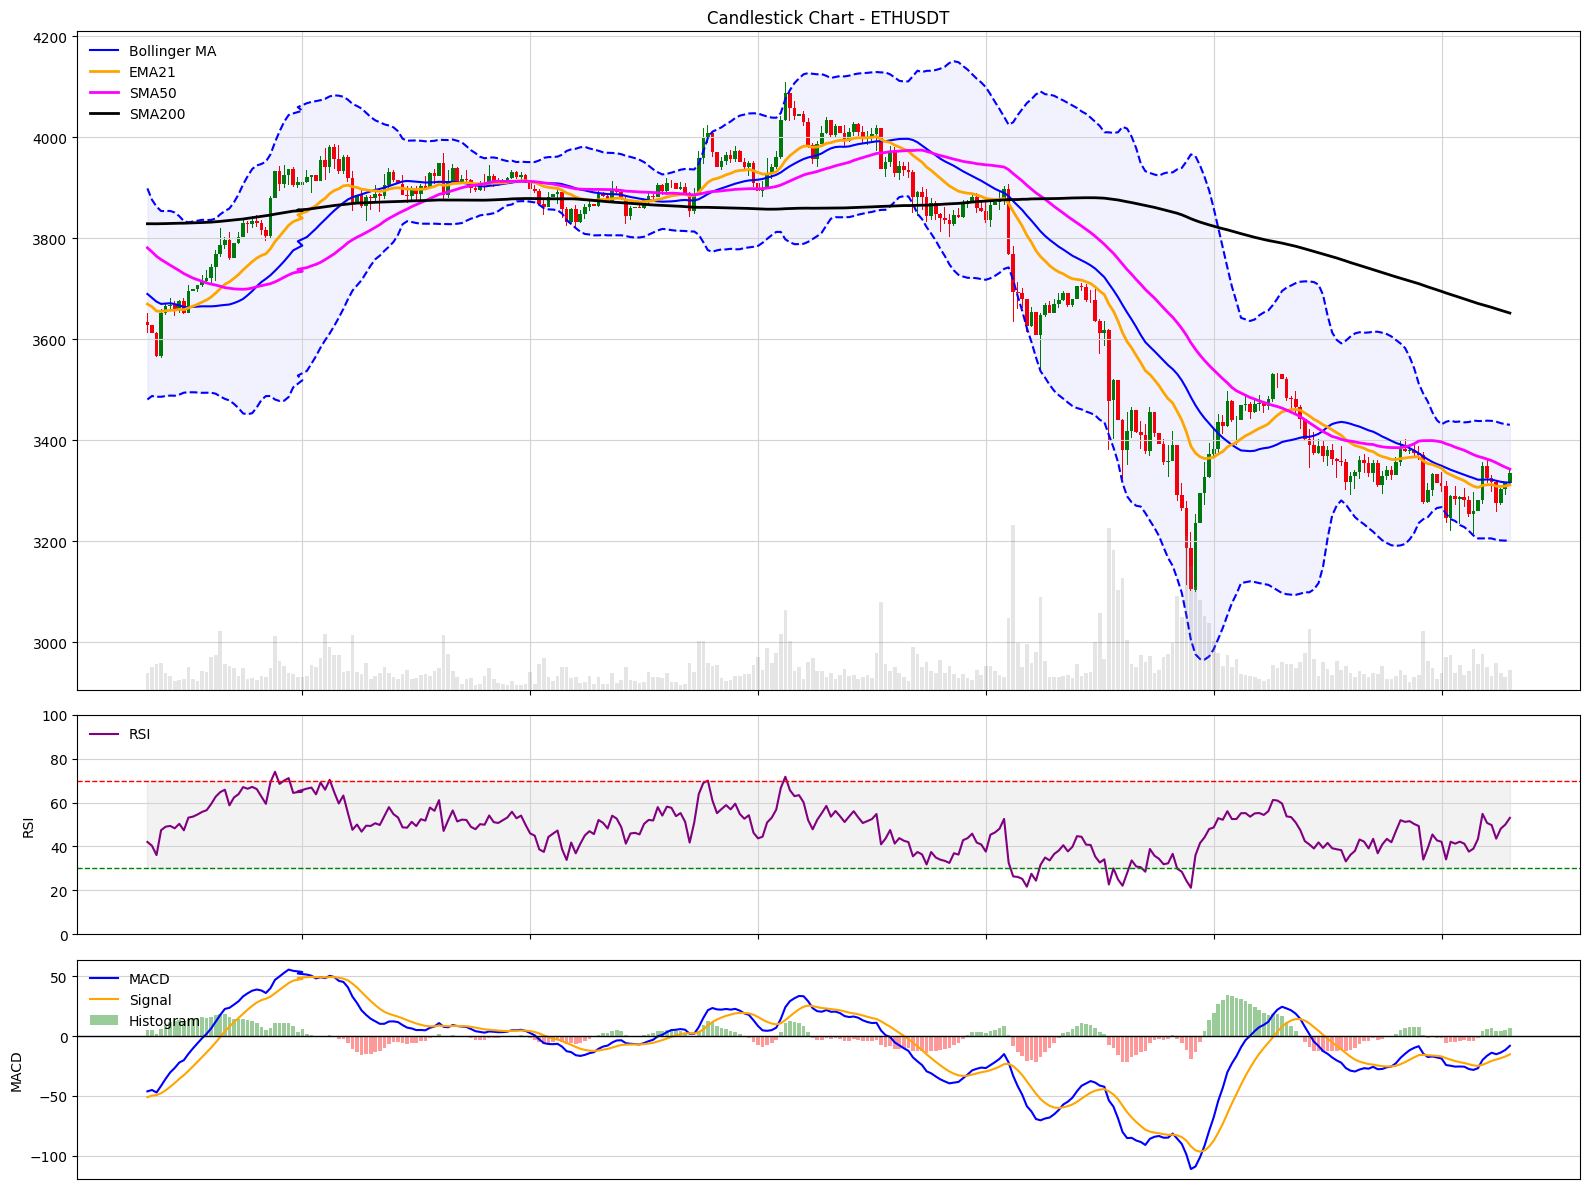 Candlestick Chart - ETHUSDT
4200
4000
3800
3600
3400
3200
3000
Bollinger MA
EMA21
SMA50
SMA200
100
80
60
40
20
0
RSI
RSI
50
0
−50
−100
MACD
MACD
Signal
Histogram